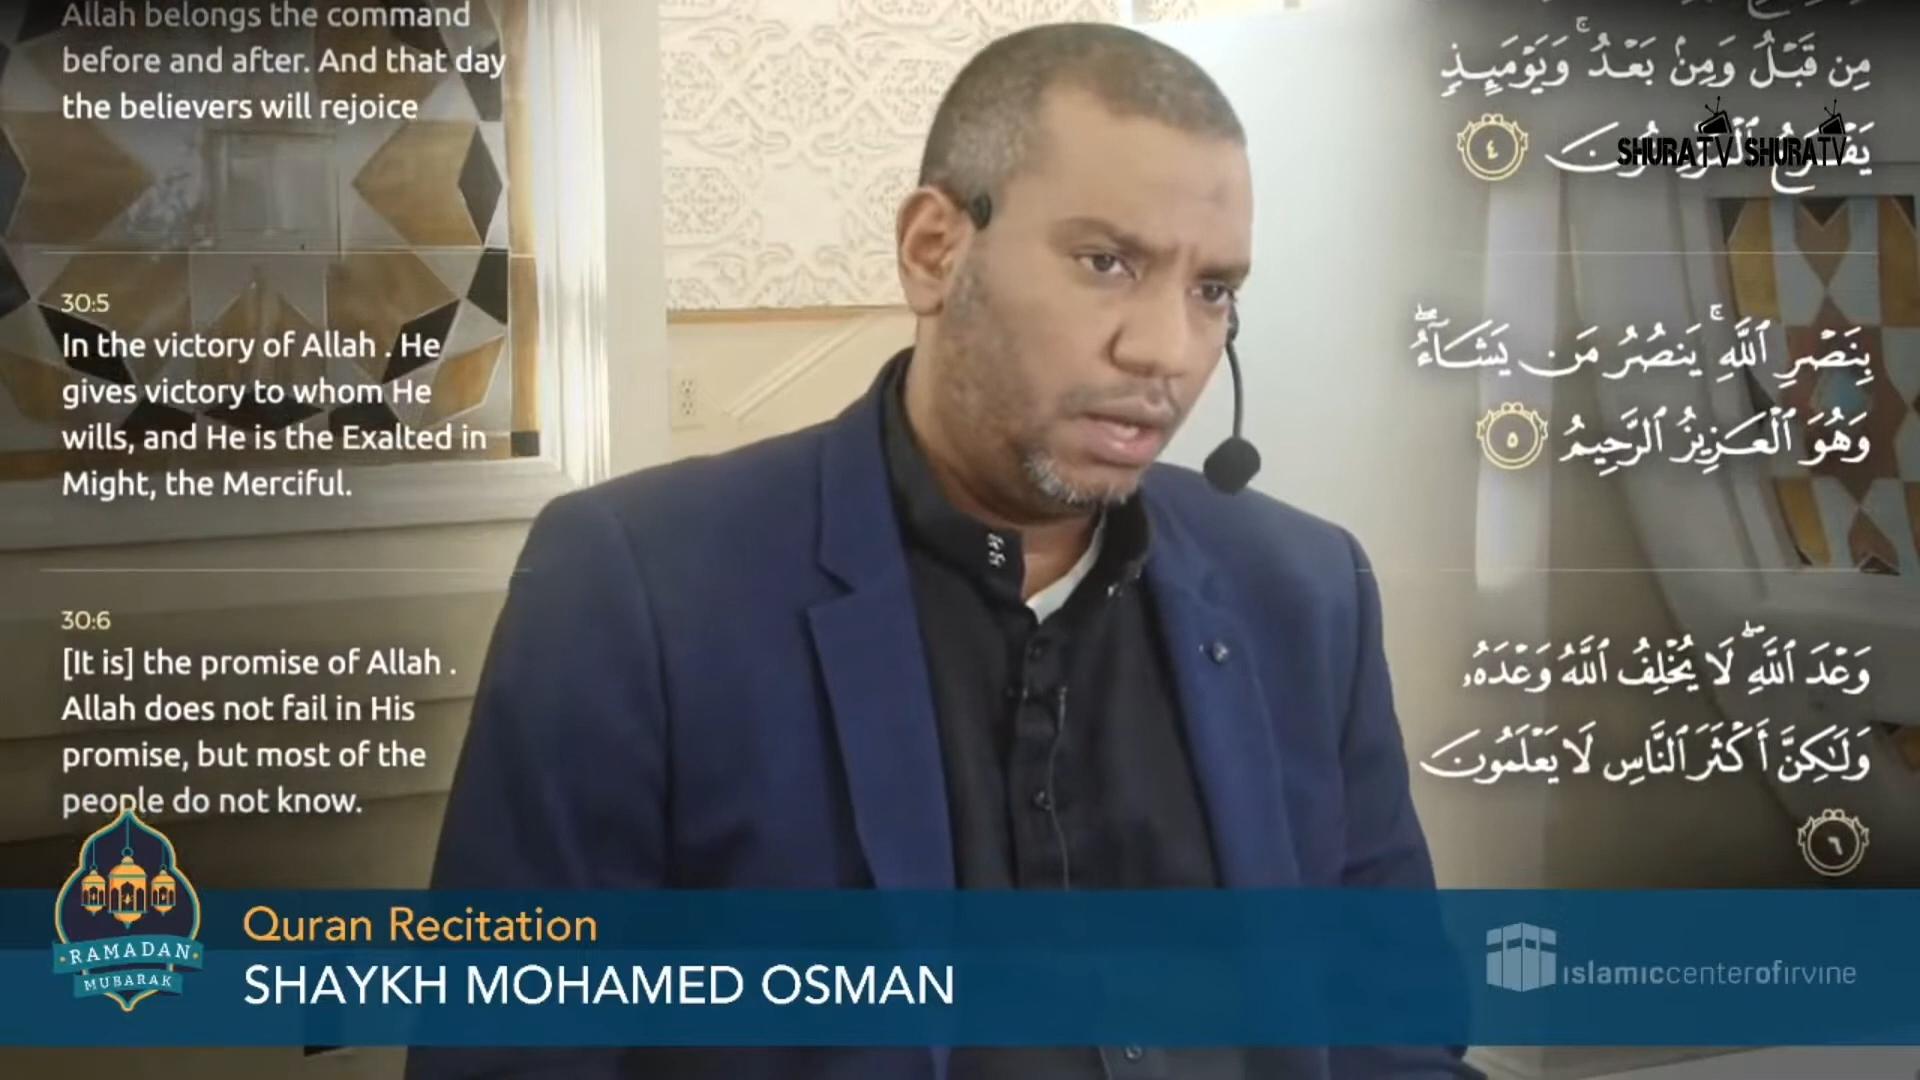 Allah belongs the command
before and after. And that day
the believers will rejoice
30:5
In the victory of Allah . He
gives victory to whom He
wills, and He is the Exalted in
Might, the Merciful.
30:6
[It is] the promise of Allah .
Allah does not fail in His
promise, but most of the
people do not know.
مِن قَبْلُ وَمِنۢ بَعْدُ ۚ وَيَوْمَئِذٍ
٤
SHURATV SHURATV
بِنَصْرِ ٱللَّهِ ۚ يَنصُرُ مَن يَشَآءُ ۖ
وَهُوَ ٱلْعَزِيزُ ٱلرَّحِيمُ ٥
وَعْدَ ٱللَّهِ ۖ لَا يُخْلِفُ ٱللَّهُ وَعْدَهُۥ
وَلَٰكِنَّ أَكْثَرَ ٱلنَّاسِ لَا يَعْلَمُونَ
٦
RAMADAN
MUBARAK
Quran Recitation
SHAYKH MOHAMED OSMAN
islamiccenterofirvine